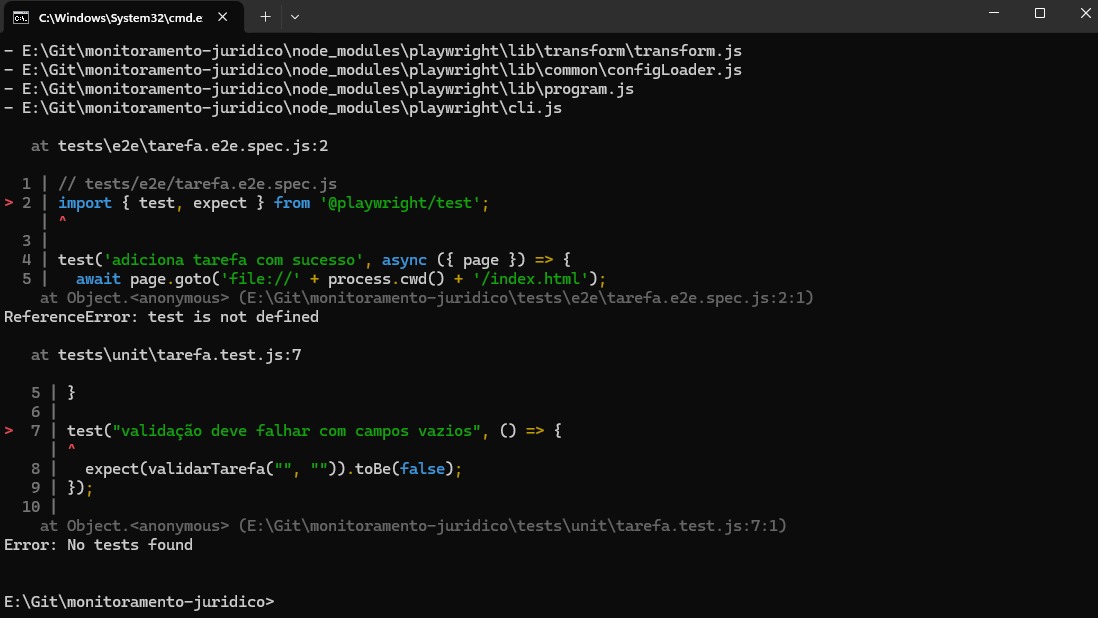 C:\Windows\System32\cmd.e
- E:\Git\monitoramento-juridico\node_modules\playwright\lib\transform\transform.js
- E:\Git\monitoramento-juridico\node_modules\playwright\lib\common\configLoader.js
- E:\Git\monitoramento-juridico\node_modules\playwright\lib\program.js
- E:\Git\monitoramento-juridico\node_modules\playwright\cli.js
at tests\e2e\tarefa.e2e.spec.js:2
1 | // tests/e2e/tarefa.e2e.spec.js
> 2 | import { test, expect } from '@playwright/test';
| ^
3 |
4 | test('adiciona tarefa com sucesso', async ({ page }) => {
5 |   await page.goto('file://' + process.cwd() + '/index.html');
at Object.<anonymous> (E:\Git\monitoramento-juridico\tests\e2e\tarefa.e2e.spec.js:2:1)
ReferenceError: test is not defined
at tests\unit\tarefa.test.js:7
5 | }
6 |
> 7 | test("validação deve falhar com campos vazios", () => {
| ^
8 |   expect(validarTarefa("", "")).toBe(false);
9 | });
10 |
at Object.<anonymous> (E:\Git\monitoramento-juridico\tests\unit\tarefa.test.js:7:1)
Error: No tests found
E:\Git\monitoramento-juridico>